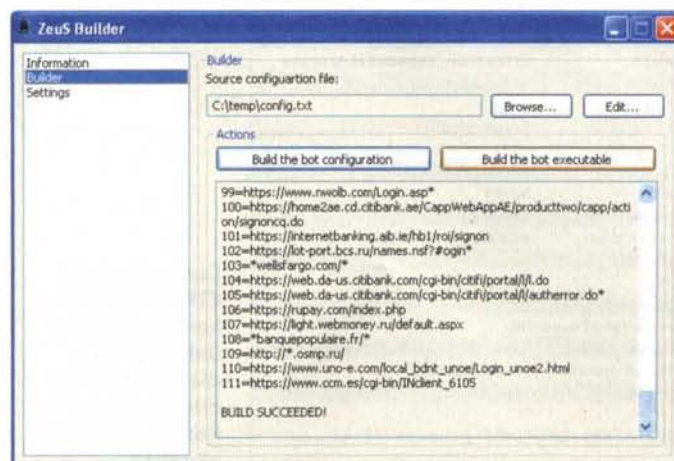 ZeuS Builder
Information
Builder
Settings
Builder
Source configuartion file:
C:\temp\config.txt
Browse...
Edit...
Actions
Build the bot configuration
Build the bot executable
99=https://www.nwolb.com/Login.asp*
100=https://home2ae.cd.citibank.ae/CappWebAppAE/producttwo/capp/acti
on/signoncq.do
101=https://internetbanking.aib.ie/hb1/roi/signon
102=https://lot-port.bcs.ru/names.nsf?#ogin*
103=*wellsfargo.com/*
104=https://web.da-us.citibank.com/cgi-bin/citifi/portal/l/l.do
105=https://web.da-us.citibank.com/cgi-bin/citifi/portal/l/autherror.do*
106=https://rupay.com/index.php
107=https://light.webmoney.ru/default.aspx
108=*banquepopulaire.fr/*
109=http://*.osmp.ru/
110=https://www.uno-e.com/local_bdnt_unoe/Login_unoe2.html
111=https://www.ccm.es/cgi-bin/INclient_6105
BUILD SUCCEEDED!